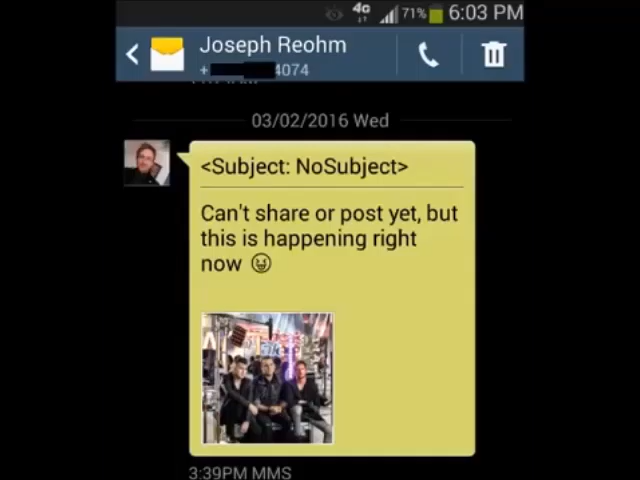 4G 71% 6:03 PM
Joseph Reohm
+ 4074
03/02/2016 Wed
<Subject: NoSubject>
Can't share or post yet, but
this is happening right
now 😝
3:39PM MMS